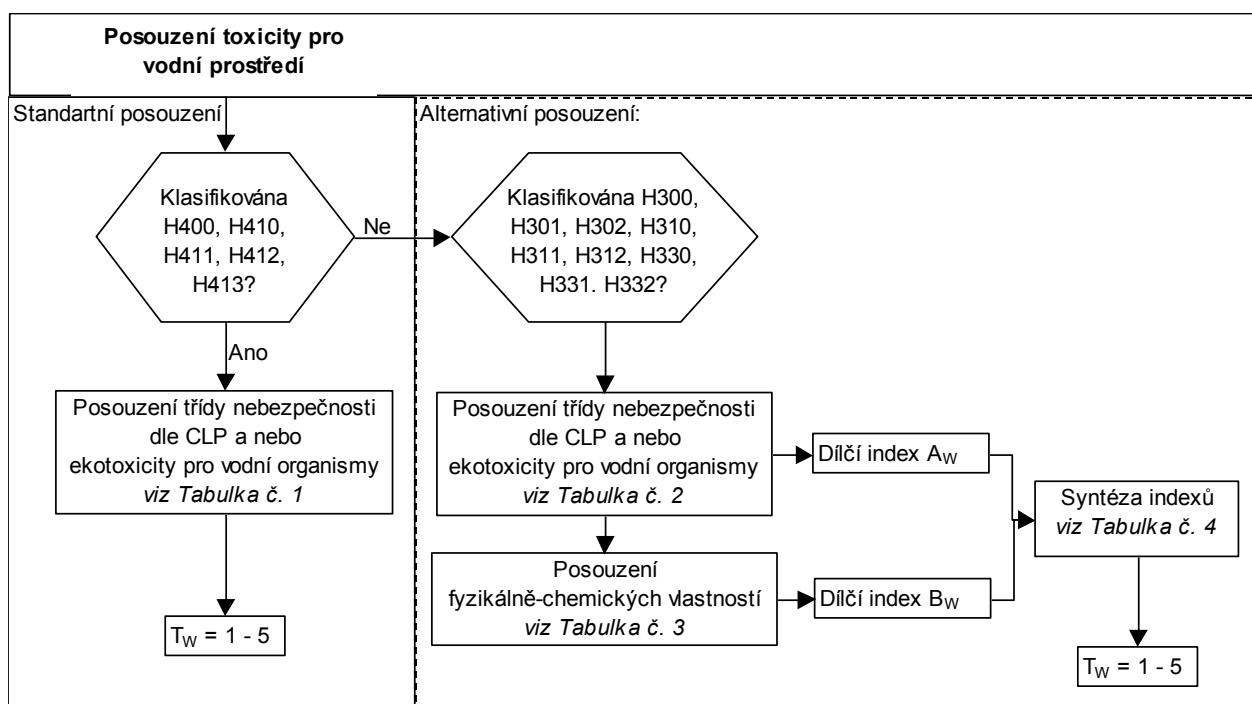 Posouzení toxicity pro
vodní prostředí
Standartní posouzení
Alternativní posouzení:
Klasifikována
H400, H410,
H411, H412,
H413?
Ne
Klasifikována H300,
H301, H302, H310,
H311, H312, H330,
H331. H332?
Ano
Posouzení třídy nebezpečnosti
dle CLP a nebo
ekotoxicity pro vodní organismy
viz Tabulka č. 1
Posouzení třídy nebezpečnosti
dle CLP a nebo
ekotoxicity pro vodní organismy
viz Tabulka č. 2
Dílčí index AW
Syntéza indexů
viz Tabulka č. 4
Posouzení
fyzikálně-chemických vlastností
viz Tabulka č. 3
Dílčí index BW
TW = 1 - 5
TW = 1 - 5